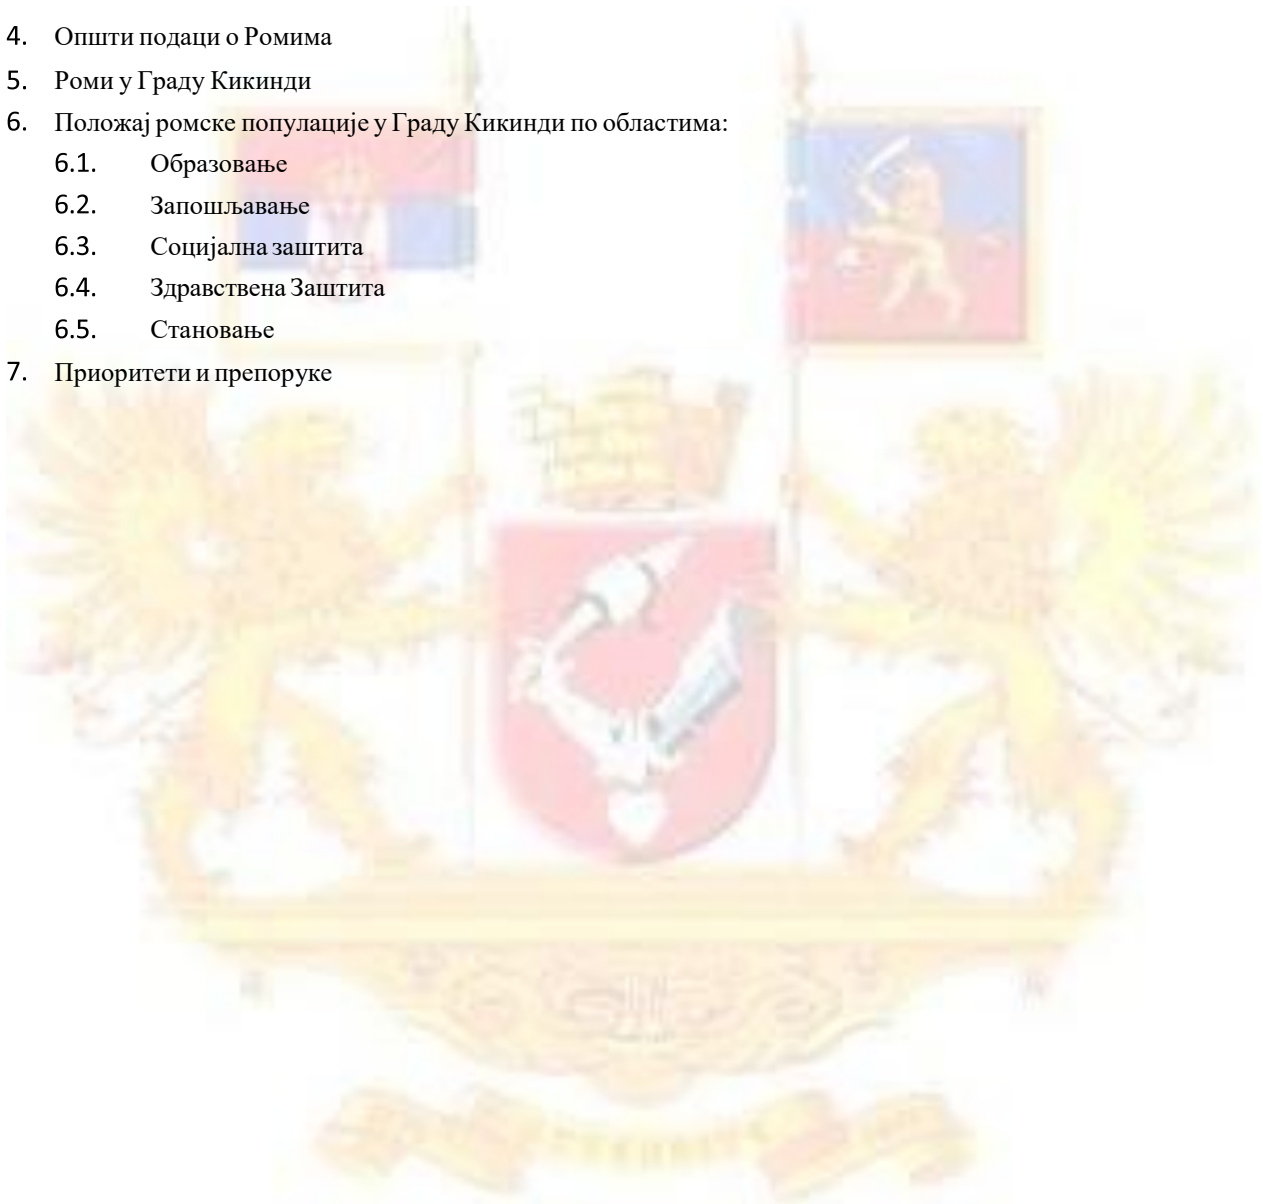 4. Општи подаци о Ромима
5. Роми у Граду Кикинди
6. Положај ромске популације у Граду Кикинди по областима:
6.1. Образовање
6.2. Запошљавање
6.3. Социјална заштита
6.4. Здравствена Заштита
6.5. Становање
7. Приоритети и препоруке